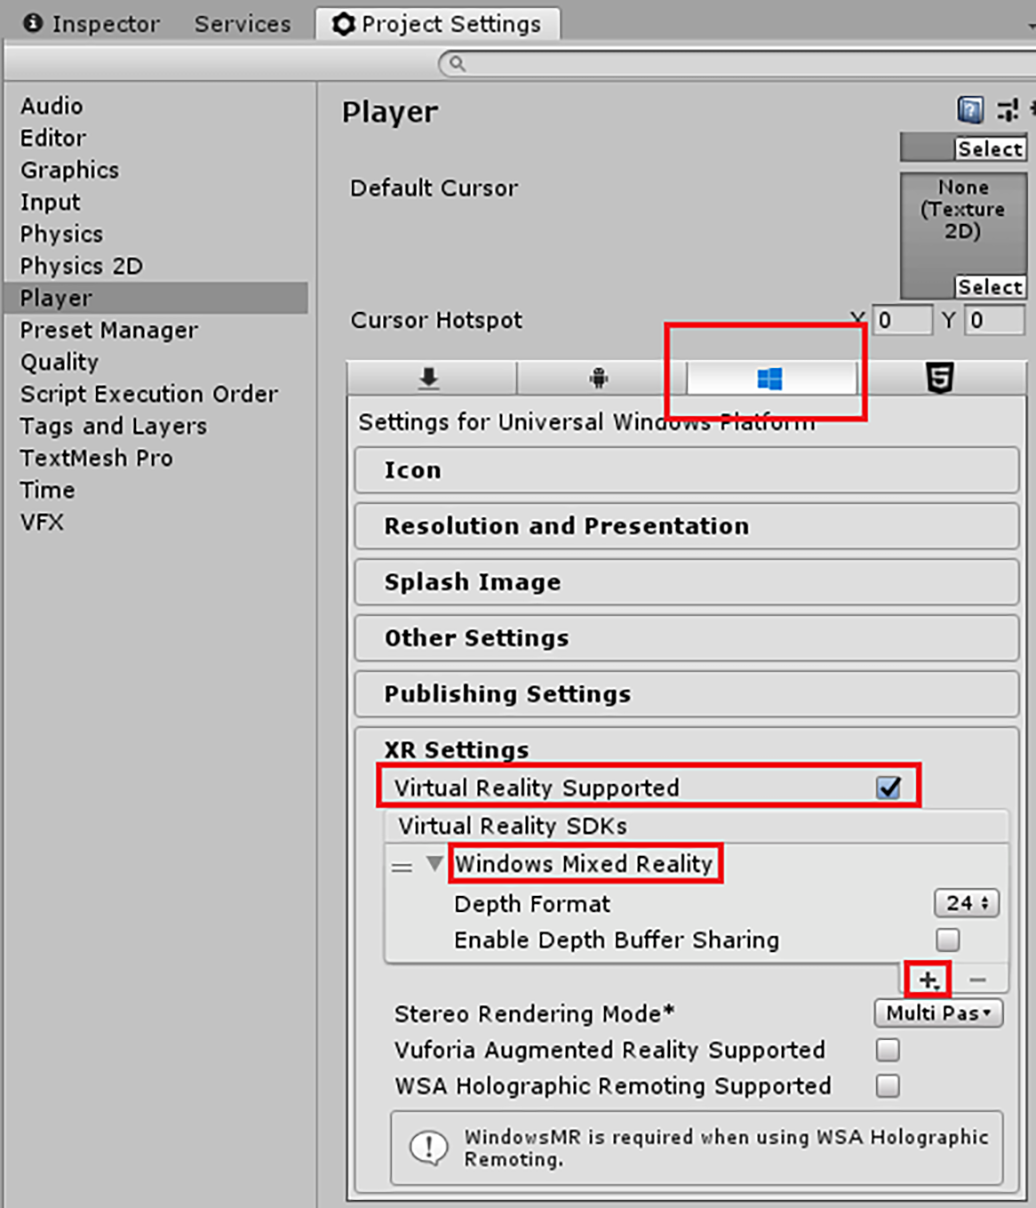 Inspector Services Project Settings
Audio
Editor
Graphics
Input
Physics
Physics 2D
Player
Preset Manager
Quality
Script Execution Order
Tags and Layers
TextMesh Pro
Time
VFX
Player
Select
Default Cursor
None
(Texture
2D)
Select
Cursor Hotspot X 0 Y 0
Settings for Universal Windows Platform
Icon
Resolution and Presentation
Splash Image
Other Settings
Publishing Settings
XR Settings
Virtual Reality Supported
Virtual Reality SDKs
Windows Mixed Reality
Depth Format 24
Enable Depth Buffer Sharing
Stereo Rendering Mode* Multi Pas
Vuforia Augmented Reality Supported
WSA Holographic Remoting Supported
WindowsMR is required when using WSA Holographic
Remoting.